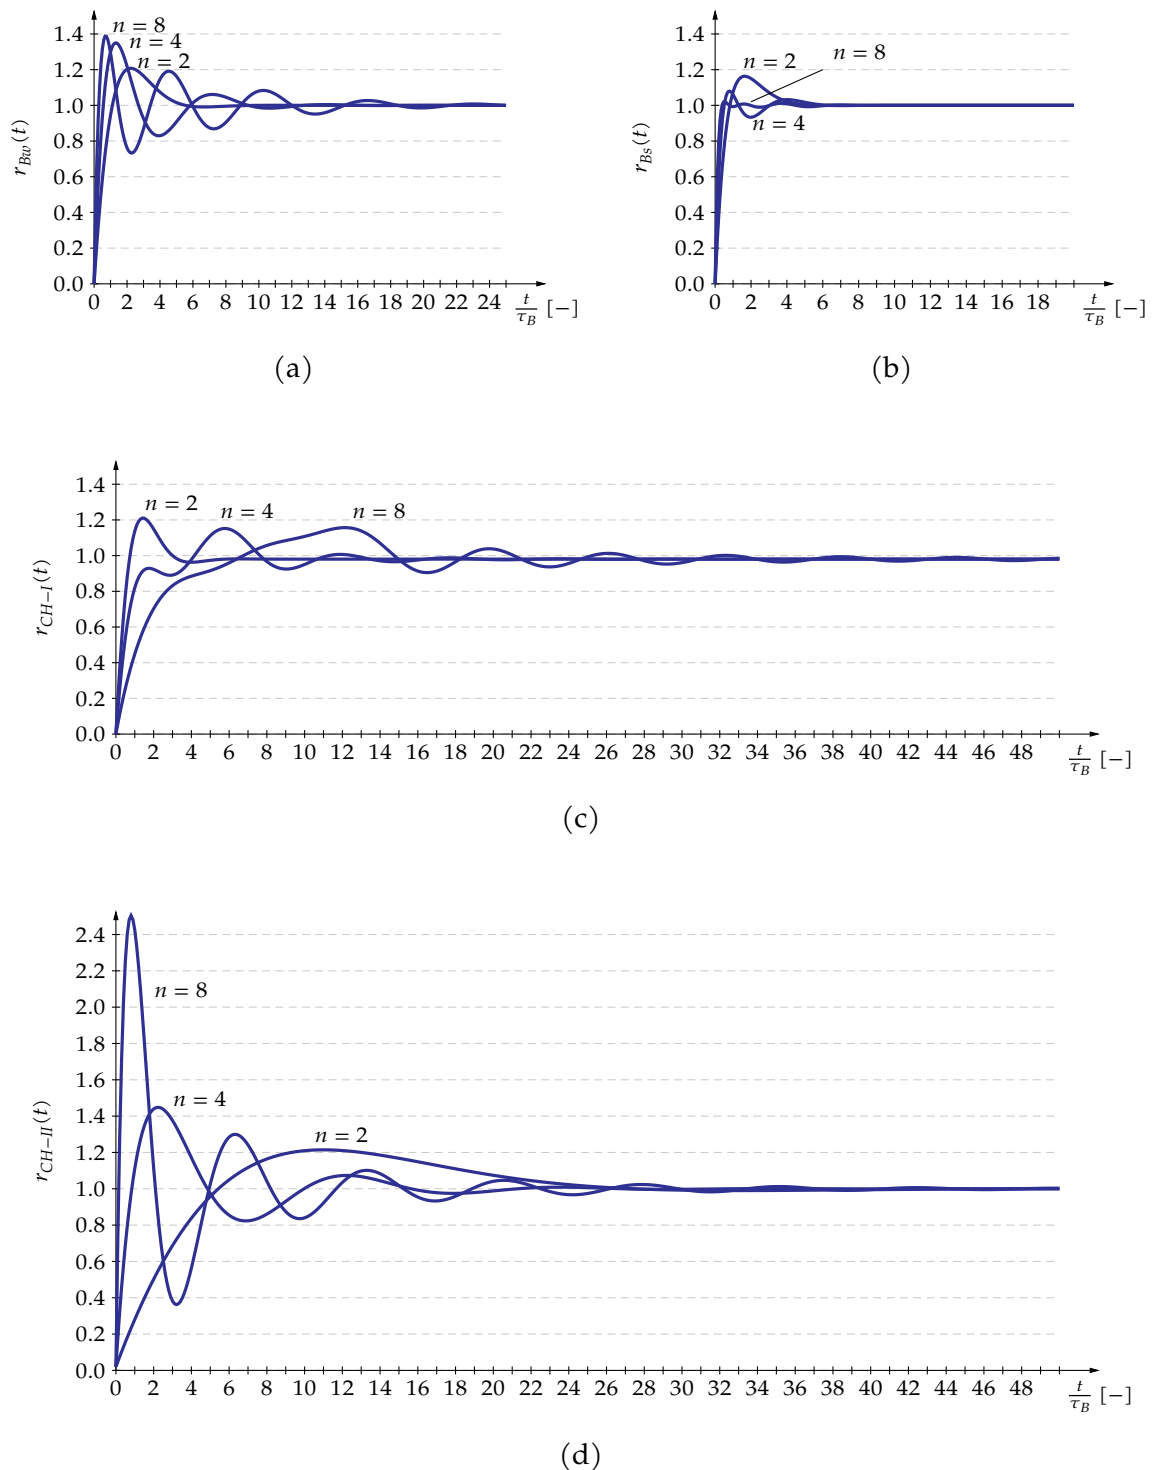 r_{Bw}(t)
1.4
1.2
1.0
0.8
0.6
0.4
0.2
0.0
n = 8
n = 4
n = 2
0 2 4 6 8 10 12 14 16 18 20 22 24 t/τ_B [−]
(a)
r_{Bs}(t)
1.4
1.2
1.0
0.8
0.6
0.4
0.2
0.0
n = 2
n = 8
n = 4
0 2 4 6 8 10 12 14 16 18 t/τ_B [−]
(b)
r_{CH−I}(t)
1.4
1.2
1.0
0.8
0.6
0.4
0.2
0.0
n = 2
n = 4
n = 8
0 2 4 6 8 10 12 14 16 18 20 22 24 26 28 30 32 34 36 38 40 42 44 46 48 t/τ_B [−]
(c)
r_{CH−II}(t)
2.4
2.2
2.0
1.8
1.6
1.4
1.2
1.0
0.8
0.6
0.4
0.2
0.0
n = 8
n = 4
n = 2
0 2 4 6 8 10 12 14 16 18 20 22 24 26 28 30 32 34 36 38 40 42 44 46 48 t/τ_B [−]
(d)